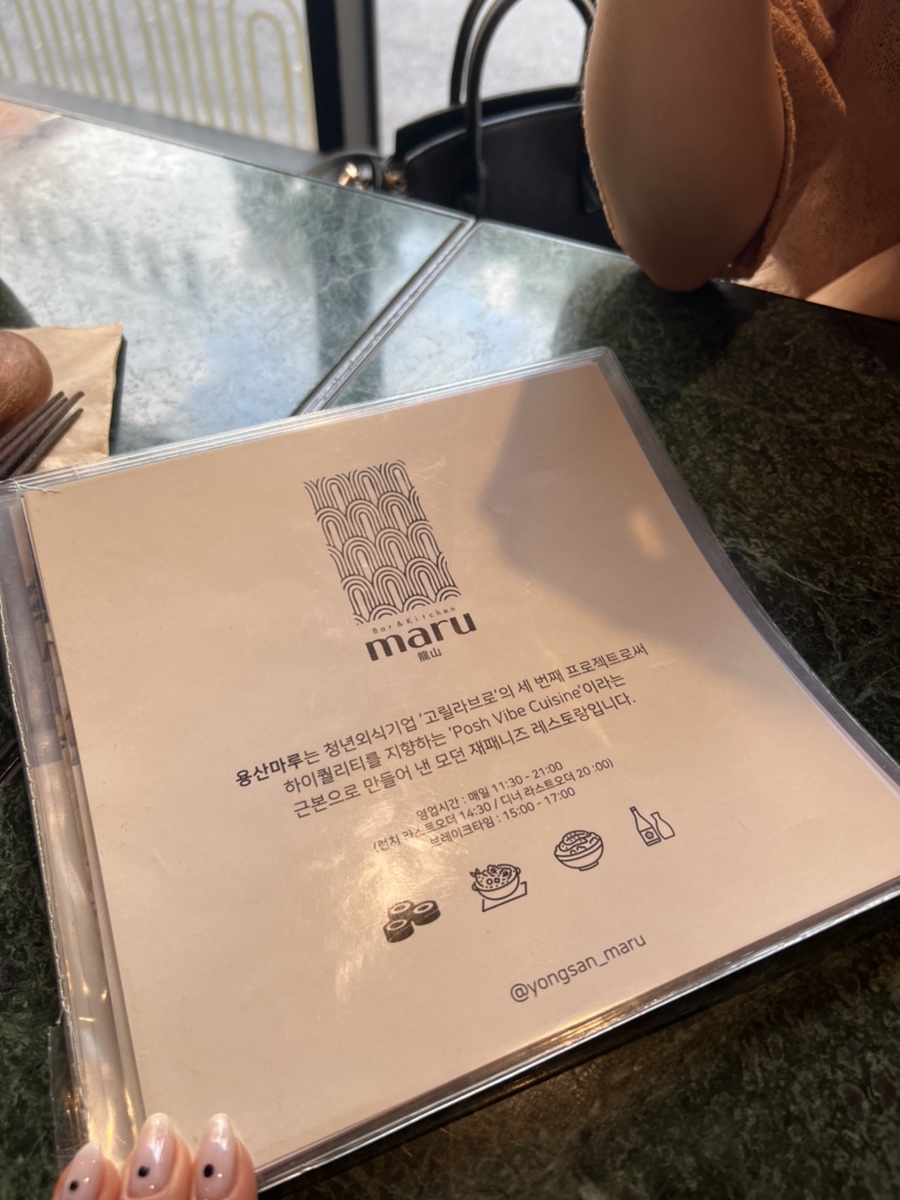 Bar & Kitchen
maru
龍山
용산마루는 청년외식기업 '고릴라브로'의 세 번째 프로젝트로써
하이퀄리티를 지향하는 'Posh Vibe Cuisine'이라는
근본으로 만들어 낸 모던 재패니즈 레스토랑입니다.
영업시간 : 매일 11:30 - 21:00
(런치 라스트오더 14:30 / 디너 라스트오더 20 :00)
브레이크타임 : 15:00 - 17:00
@yongsan_maru